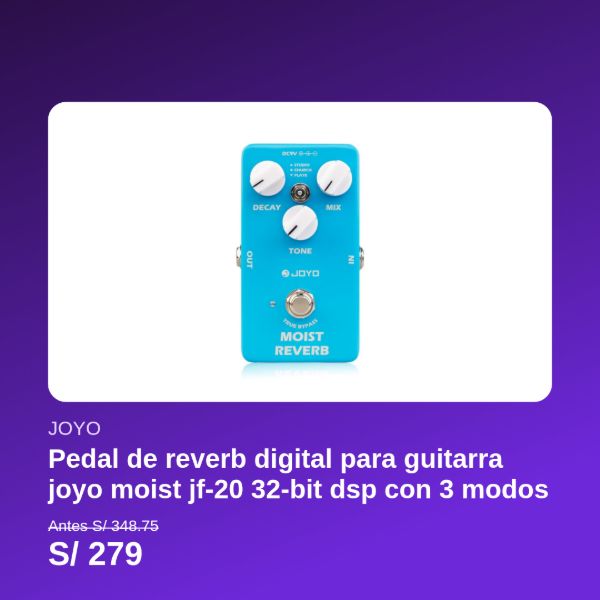 DC9V
STUDIO
CHURCH
PLATE
DECAY
MIX
TONE
OUT
IN
JOYO
TRUE BYPASS
MOIST
REVERB
JOYO
Pedal de reverb digital para guitarra
joyo moist jf-20 32-bit dsp con 3 modos
Antes S/ 348.75
S/ 279